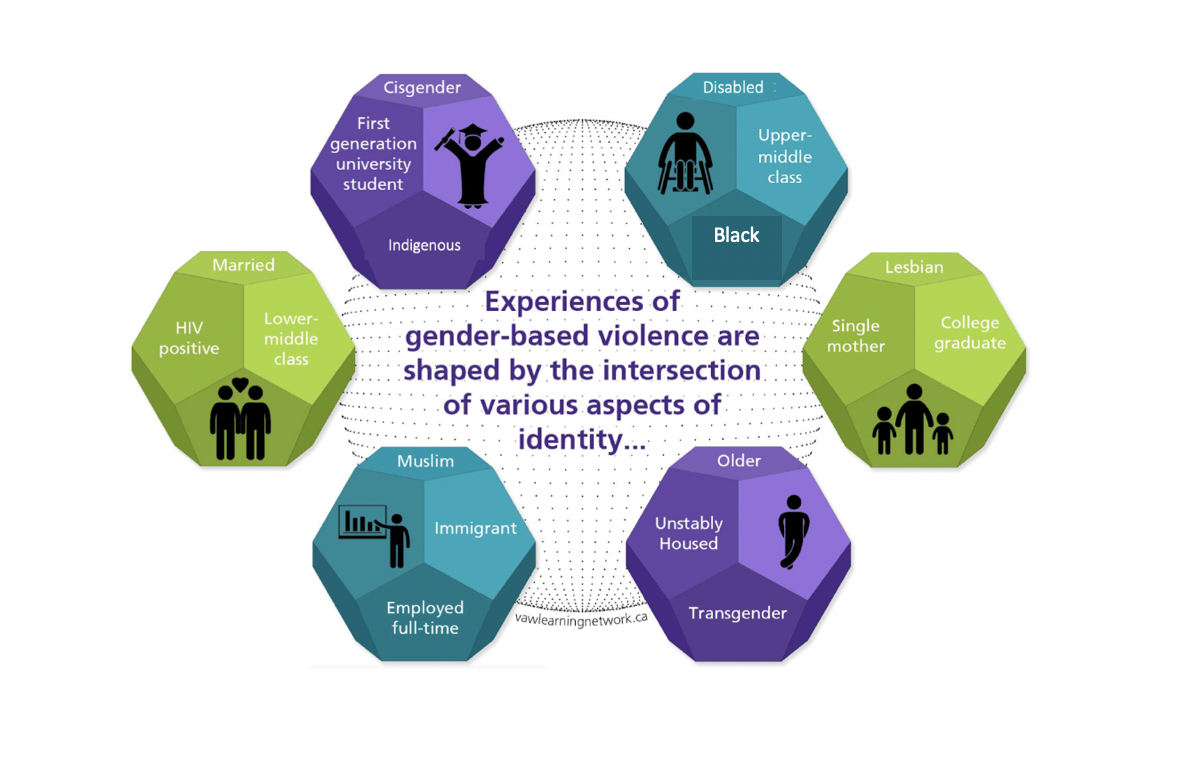 Cisgender
First
generation
university
student
Indigenous
Disabled
Upper-
middle
class
Black
Married
HIV
positive
Lower-
middle
class
Experiences of
gender-based violence are
shaped by the intersection
of various aspects of
identity...
Lesbian
Single
mother
College
graduate
Muslim
Immigrant
Employed
full-time
Older
Unstably
Housed
Transgender
vawlearningnetwork.ca